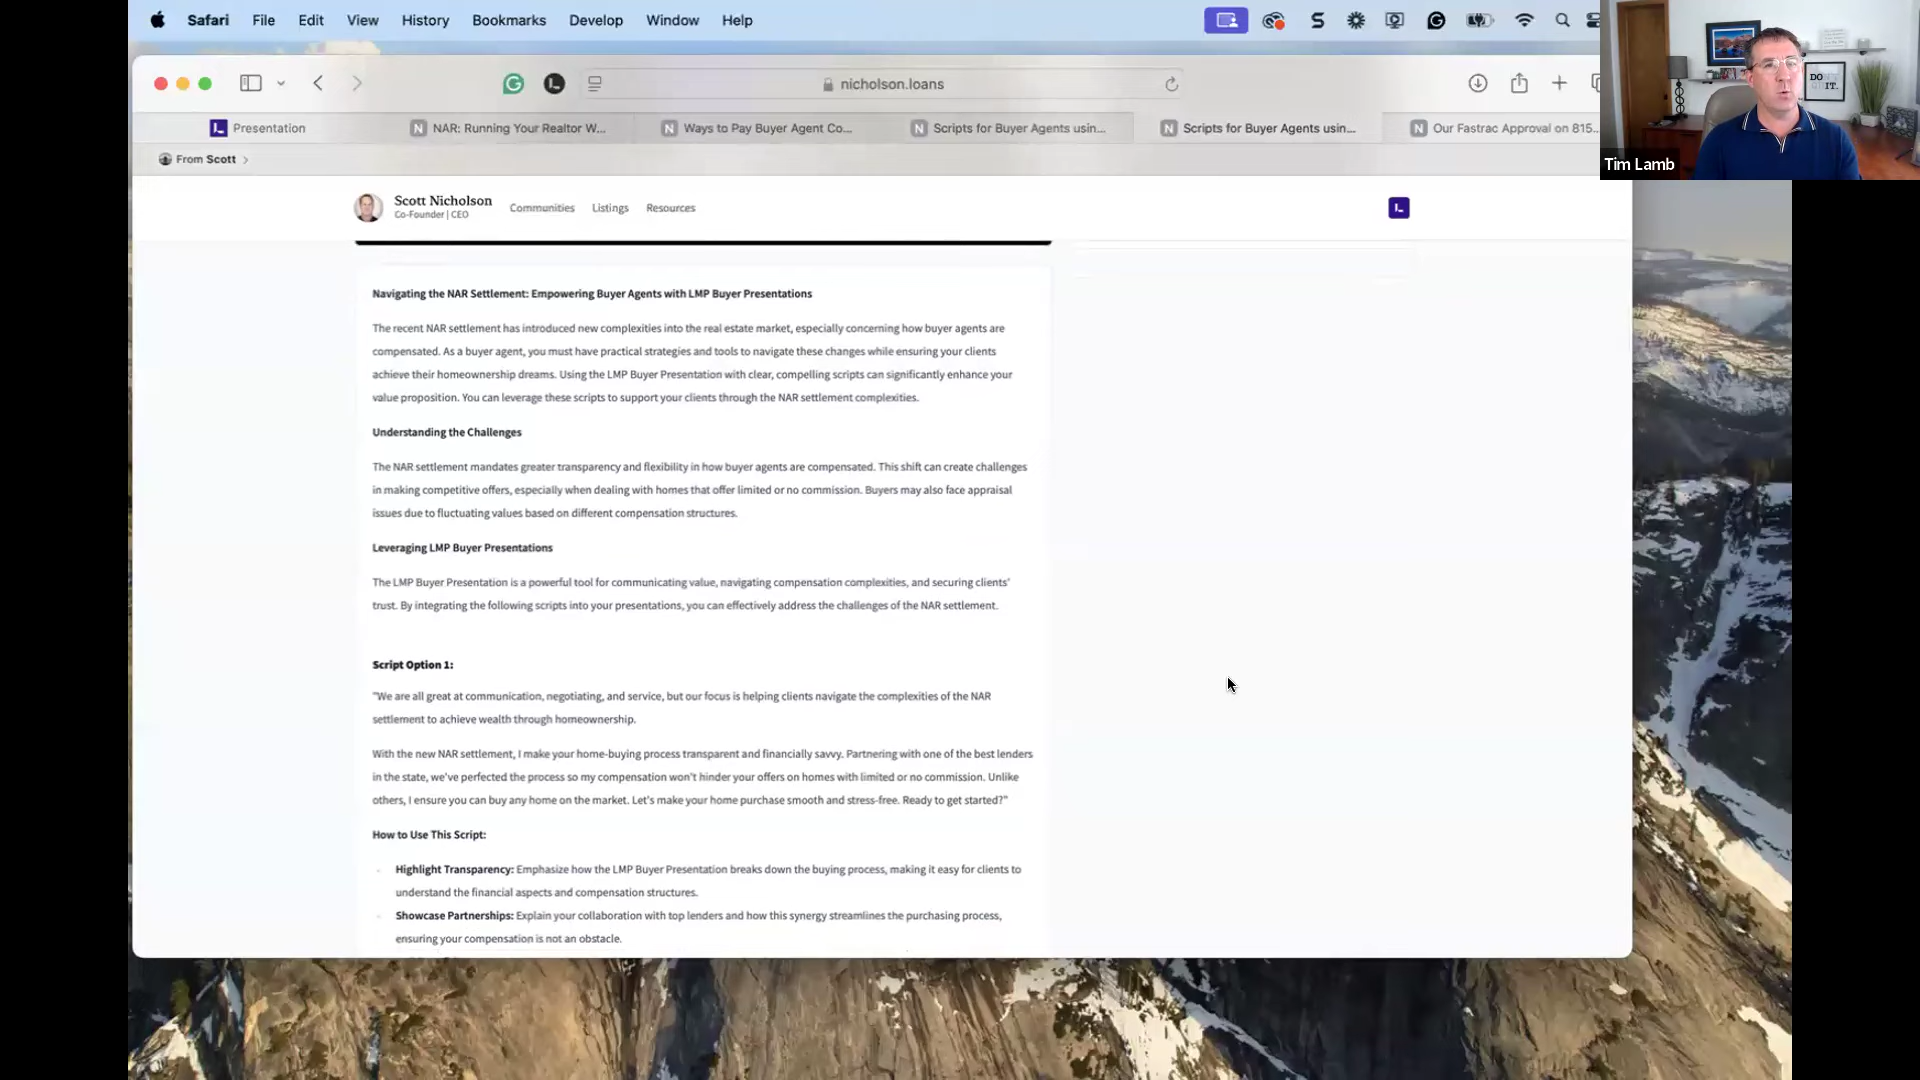 Safari File Edit View History Bookmarks Develop Window Help
nicholson.loans
Presentation NAR: Running Your Realtor W... Ways to Pay Buyer Agent Co... Scripts for Buyer Agents usin... Scripts for Buyer Agents usin... Our Fastrac Approval on 815...
From Scott
DO
IT.
Tim Lamb
Scott Nicholson
Co-Founder | CEO
Communities Listings Resources
L
Navigating the NAR Settlement: Empowering Buyer Agents with LMP Buyer Presentations
The recent NAR settlement has introduced new complexities into the real estate market, especially concerning how buyer agents are
compensated. As a buyer agent, you must have practical strategies and tools to navigate these changes while ensuring your clients
achieve their homeownership dreams. Using the LMP Buyer Presentation with clear, compelling scripts can significantly enhance your
value proposition. You can leverage these scripts to support your clients through the NAR settlement complexities.
Understanding the Challenges
The NAR settlement mandates greater transparency and flexibility in how buyer agents are compensated. This shift can create challenges
in making competitive offers, especially when dealing with homes that offer limited or no commission. Buyers may also face appraisal
issues due to fluctuating values based on different compensation structures.
Leveraging LMP Buyer Presentations
The LMP Buyer Presentation is a powerful tool for communicating value, navigating compensation complexities, and securing clients'
trust. By integrating the following scripts into your presentations, you can effectively address the challenges of the NAR settlement.
Script Option 1:
"We are all great at communication, negotiating, and service, but our focus is helping clients navigate the complexities of the NAR
settlement to achieve wealth through homeownership.
With the new NAR settlement, I make your home-buying process transparent and financially savvy. Partnering with one of the best lenders
in the state, we've perfected the process so my compensation won't hinder your offers on homes with limited or no commission. Unlike
others, I ensure you can buy any home on the market. Let's make your home purchase smooth and stress-free. Ready to get started?"
How to Use This Script:
Highlight Transparency: Emphasize how the LMP Buyer Presentation breaks down the buying process, making it easy for clients to
understand the financial aspects and compensation structures.
Showcase Partnerships: Explain your collaboration with top lenders and how this synergy streamlines the purchasing process,
ensuring your compensation is not an obstacle.